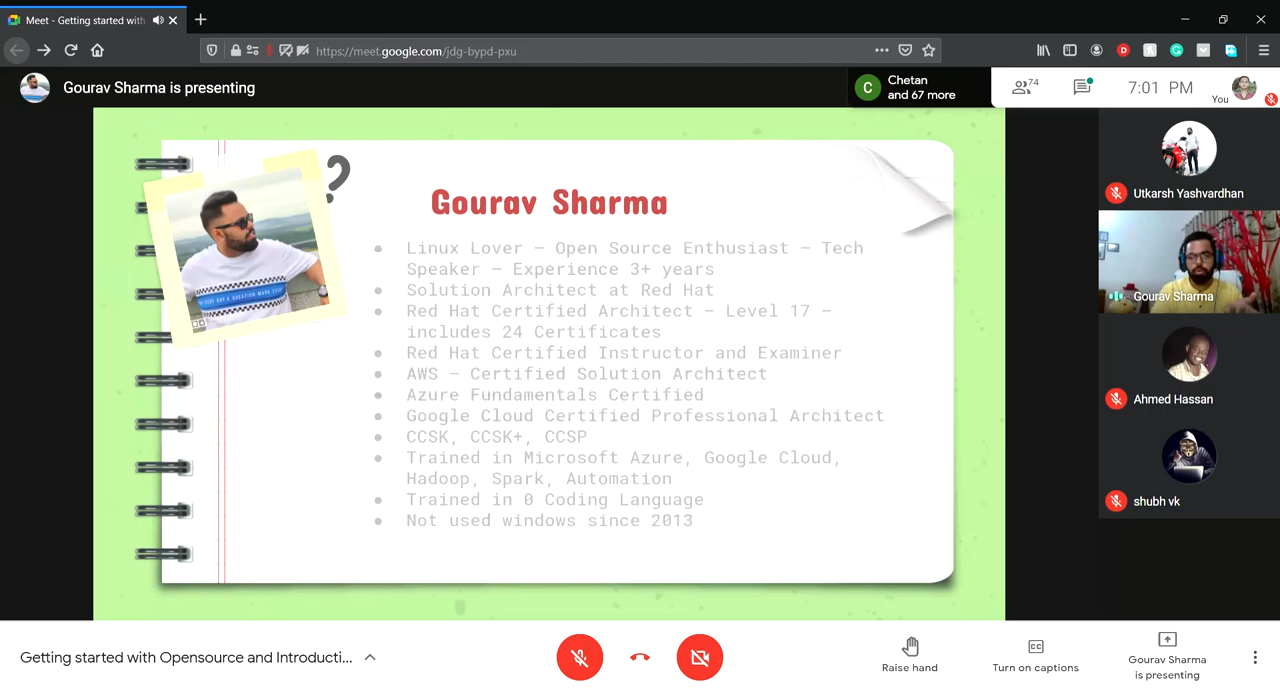 Meet - Getting started with
https://meet.google.com/jdg-bypd-pxu
Gourav Sharma is presenting
C
Chetan
and 67 more
74
7:01 PM
You
?
Gourav Sharma
Linux Lover – Open Source Enthusiast – Tech
Speaker – Experience 3+ years
Solution Architect at Red Hat
Red Hat Certified Architect – Level 17 –
includes 24 Certificates
Red Hat Certified Instructor and Examiner
AWS – Certified Solution Architect
Azure Fundamentals Certified
Google Cloud Certified Professional Architect
CCSK, CCSK+, CCSP
Trained in Microsoft Azure, Google Cloud,
Hadoop, Spark, Automation
Trained in 0 Coding Language
Not used windows since 2013
Utkarsh Yashvardhan
Gourav Sharma
Ahmed Hassan
shubh vk
Getting started with Opensource and Introducti...
Raise hand
CC
Turn on captions
Gourav Sharma
is presenting